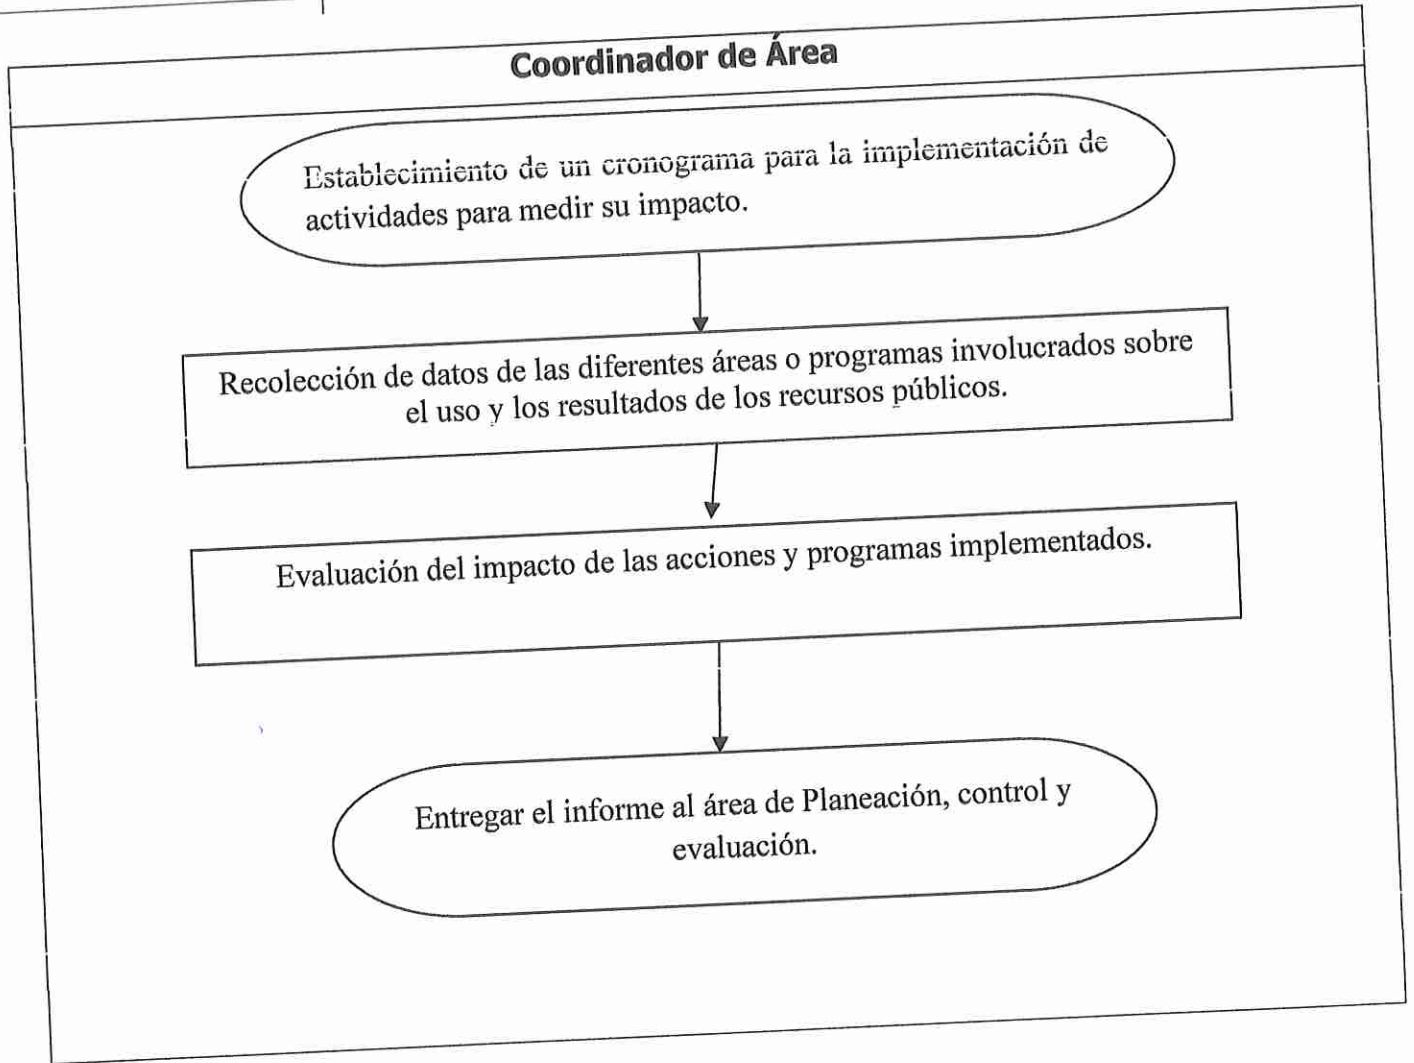 Coordinador de Área
Establecimiento de un cronograma para la implementación de
actividades para medir su impacto.
Recolección de datos de las diferentes áreas o programas involucrados sobre
el uso y los resultados de los recursos públicos.
Evaluación del impacto de las acciones y programas implementados.
Entregar el informe al área de Planeación, control y
evaluación.